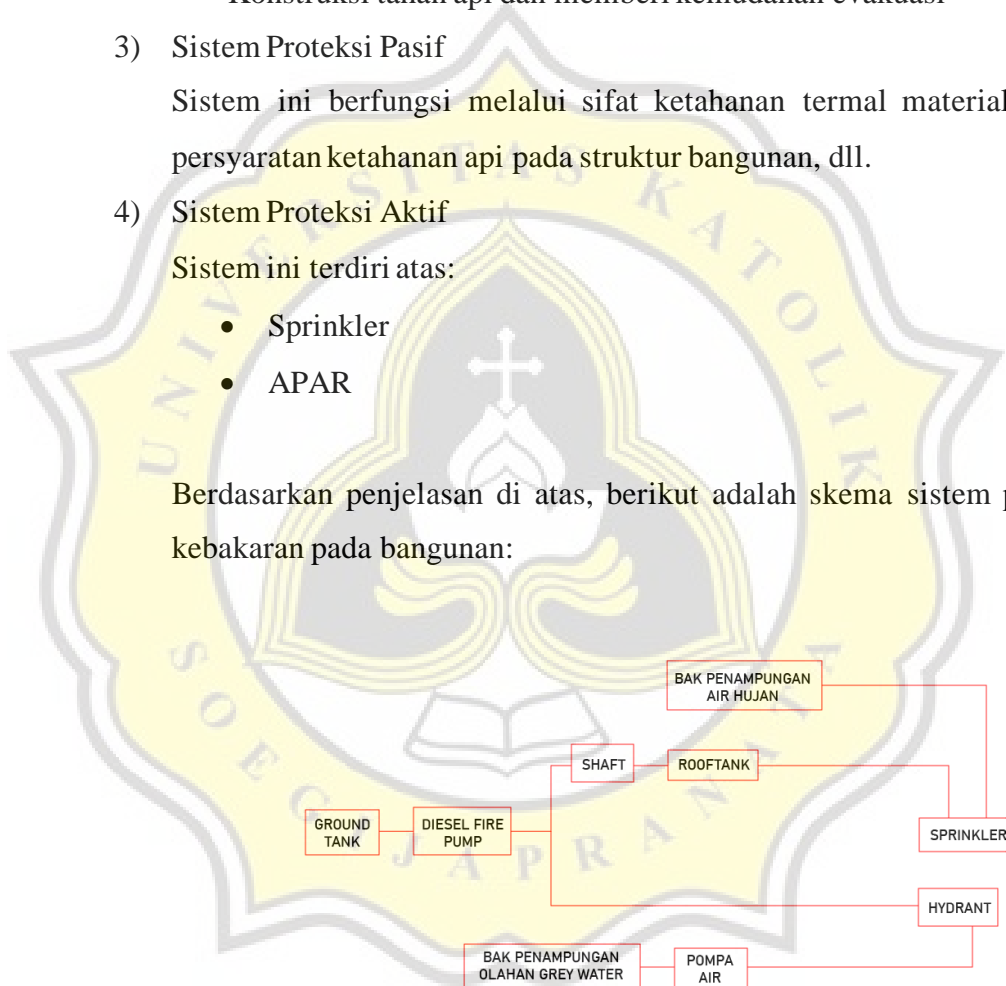 Konstruksi tahan api dan memberi kemudahan evakuasi
3) Sistem Proteksi Pasif
Sistem ini berfungsi melalui sifat ketahanan termal material
persyaratan ketahanan api pada struktur bangunan, dll.
4) Sistem Proteksi Aktif
Sistem ini terdiri atas:
• Sprinkler
• APAR
Berdasarkan penjelasan di atas, berikut adalah skema sistem
kebakaran pada bangunan:
BAK PENAMPUNGAN
AIR HUJAN
SHAFT
ROOFTANK
GROUND
TANK
DIESEL FIRE
PUMP
SPRINKLER
HYDRANT
BAK PENAMPUNGAN
OLAHAN GREY WATER
POMPA
AIR
UNIVERSITAS KATOLIK
SOEGIJAPRANATA